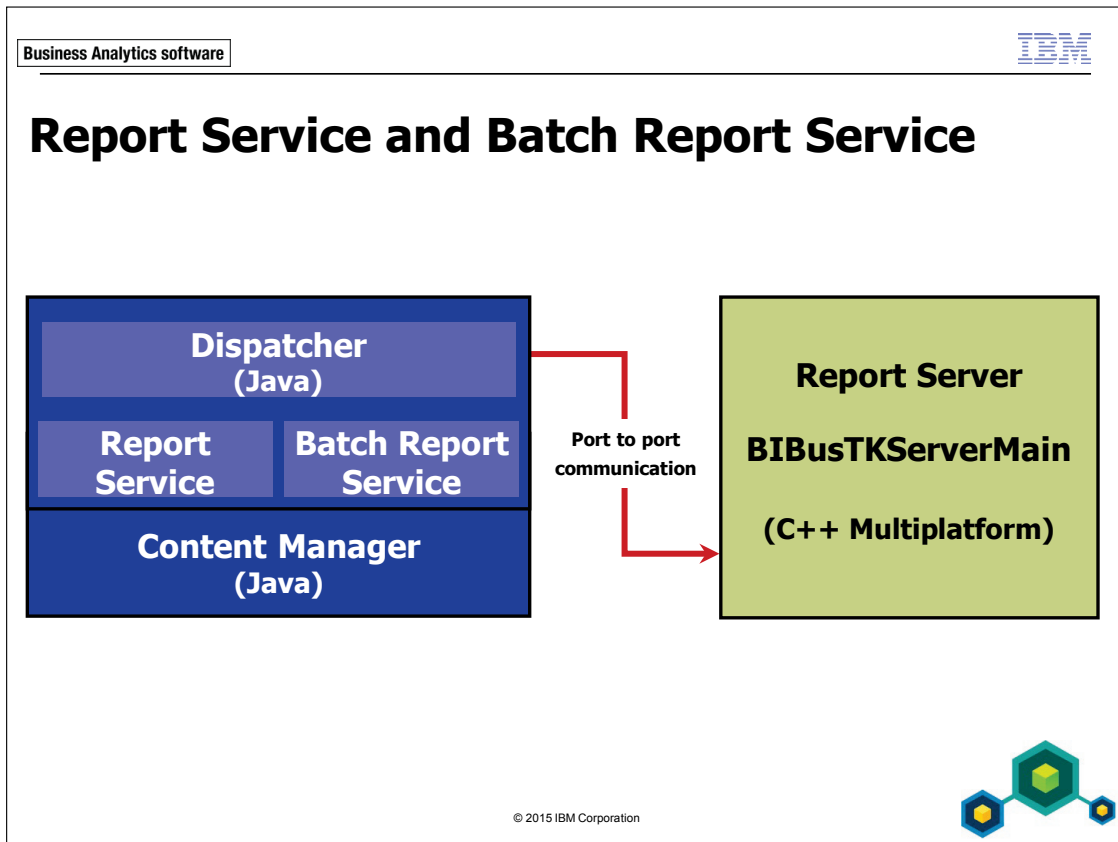 Business Analytics software
IBM
Report Service and Batch Report Service
Dispatcher
(Java)
Report
Service
Batch Report
Service
Content Manager
(Java)
Port to port
communication
Report Server
BIBusTKServerMain
(C++ Multiplatform)
© 2015 IBM Corporation